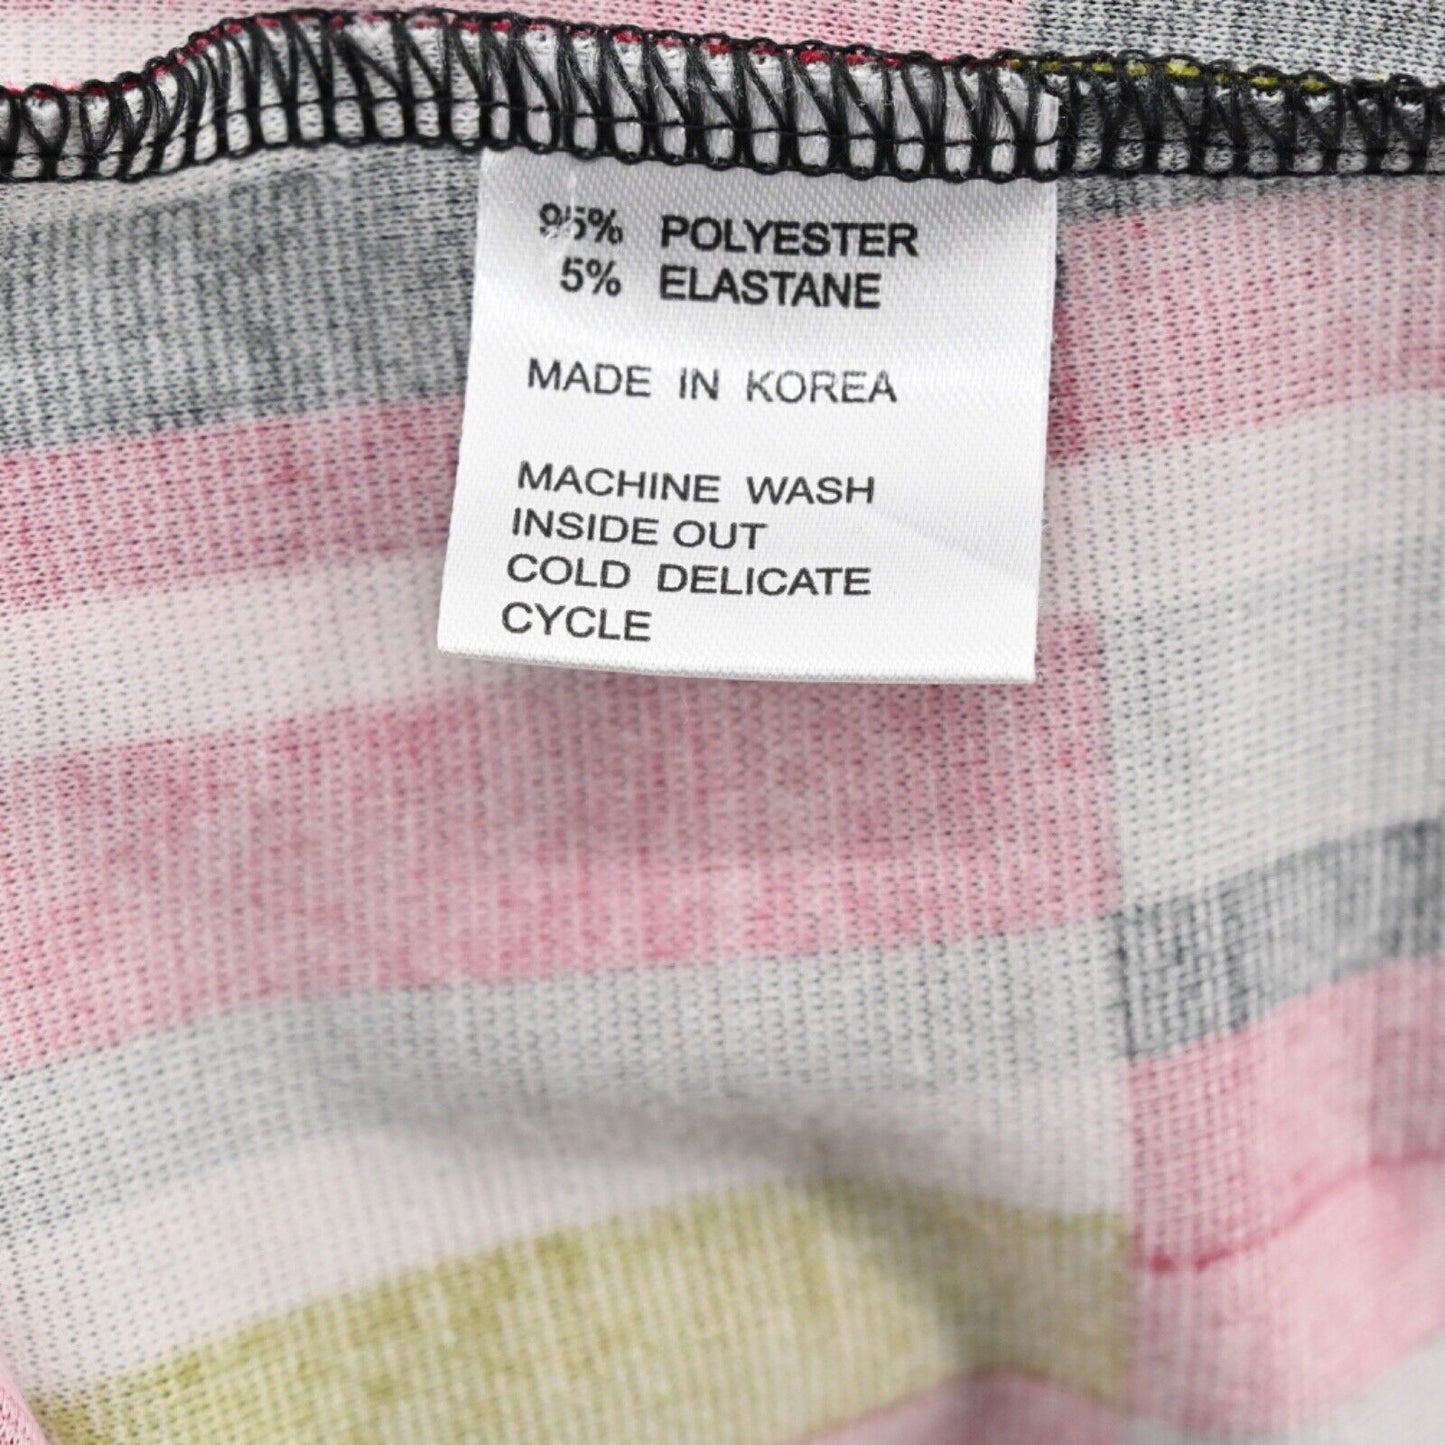 95% POLYESTER
5% ELASTANE
MADE IN KOREA
MACHINE WASH
INSIDE OUT
COLD DELICATE
CYCLE